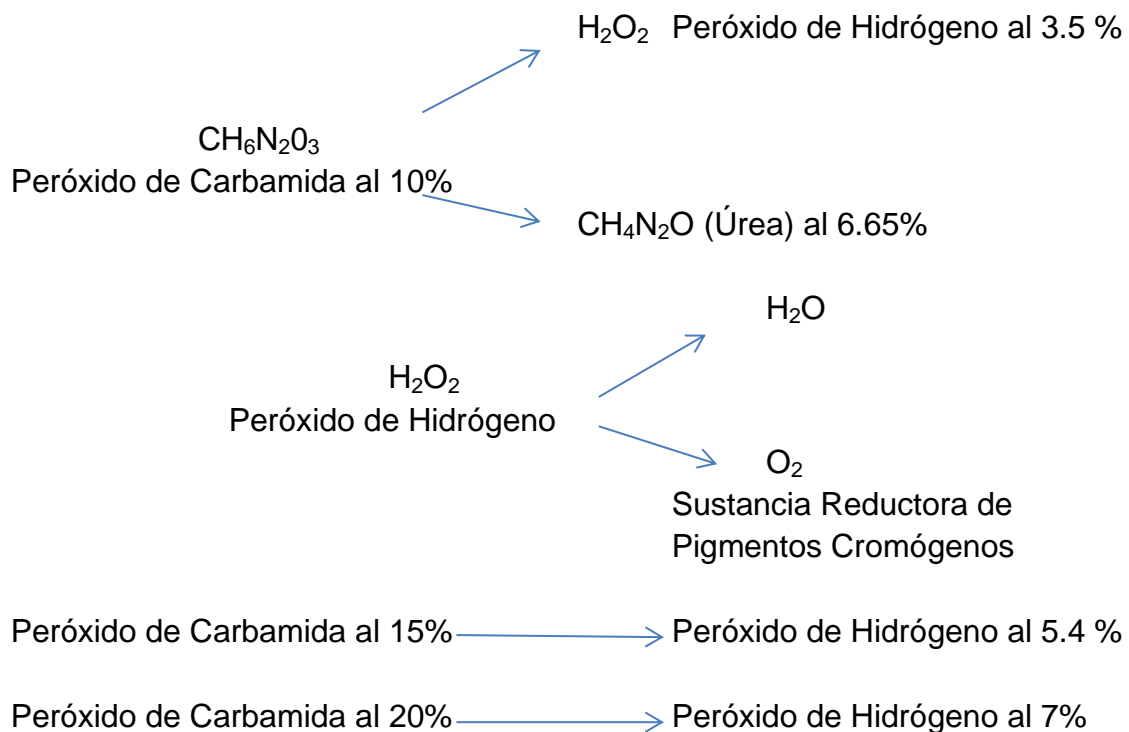 H₂O₂ Peróxido de Hidrógeno al 3.5 %
CH₆N₂0₃
Peróxido de Carbamida al 10%
CH₄N₂O (Úrea) al 6.65%
H₂O
H₂O₂
Peróxido de Hidrógeno
O₂
Sustancia Reductora de
Pigmentos Cromógenos
Peróxido de Carbamida al 15% Peróxido de Hidrógeno al 5.4 %
Peróxido de Carbamida al 20% Peróxido de Hidrógeno al 7%